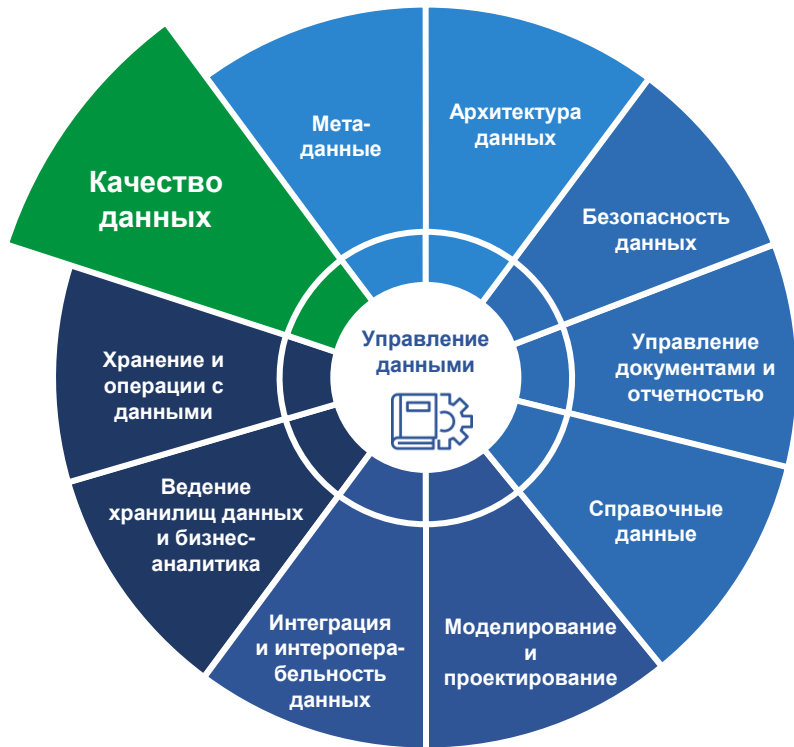 Мета-
данные
Архитектура
данных
Безопасность
данных
Управление
документами и
отчетностью
Справочные
данные
Моделирование
и
проектирование
Интеграция
и интеропера-
бельность
данных
Ведение
хранилищ данных
и бизнес-
аналитика
Хранение и
операции с
данными
Качество
данных
Управление
данными